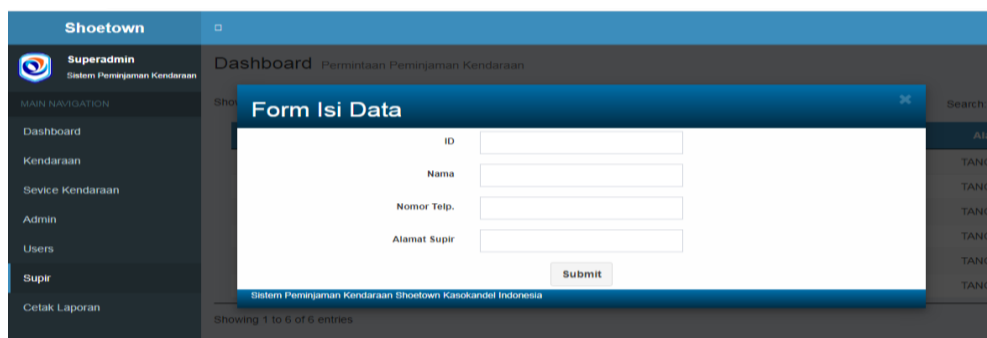 Shoetown
Superadmin
Sistem Peminjaman Kendaraan
MAIN NAVIGATION
Dashboard
Kendaraan
Sevice Kendaraan
Admin
Users
Supir
Cetak Laporan
Dashboard Permintaan Peminjaman Kendaraan
Search:
Form Isi Data
ID
Nama
Nomor Telp.
Alamat Supir
Submit
Sistem Peminjaman Kendaraan Shoetown Kasokandel Indonesia
Showing 1 to 6 of 6 entries